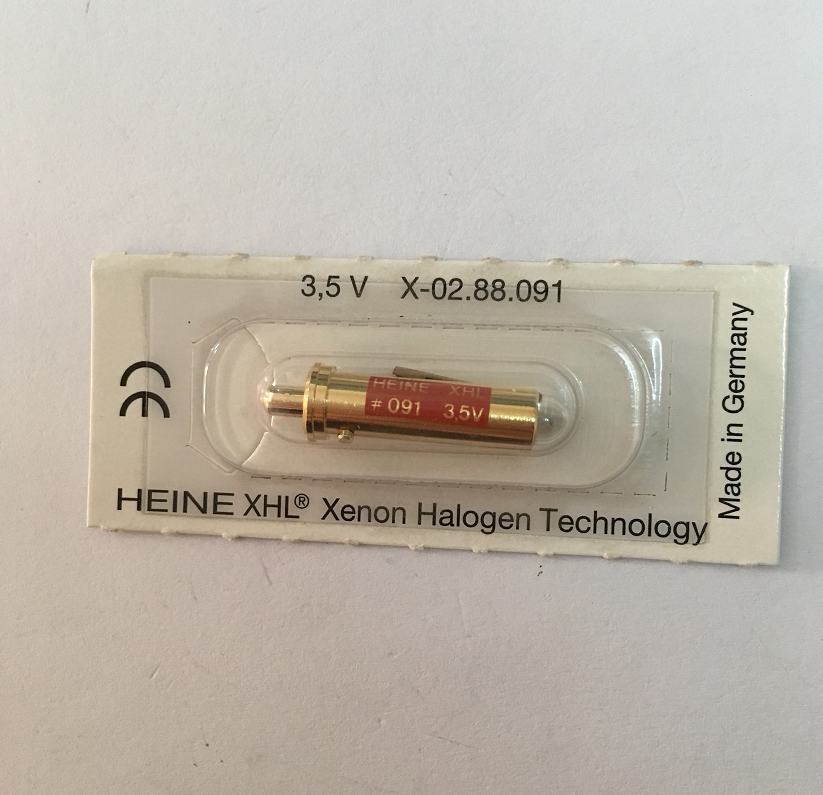 3,5 V X-02.88.091
CE
HEINE XHL
# 091 3,5V
HEINE XHL® Xenon Halogen Technology
Made in Germany